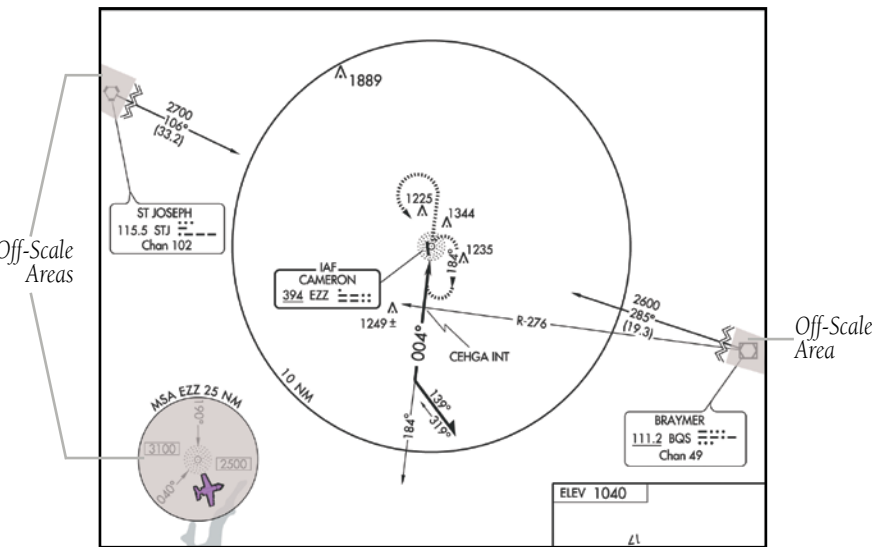 1889
2700
106°
(33.2)
ST JOSEPH
115.5 STJ
Chan 102
Off-Scale
Areas
1225
1344
1235
184°
IAF
CAMERON
394 EZZ
1249 ±
004°
CEHGA INT
R-276
2600
285°
(19.3)
Off-Scale
Area
10 NM
139°
319°
184°
BRAYMER
111.2 BQS
Chan 49
MSA EZZ 25 NM
190°
3100
2500
040°
ELEV 1040
17